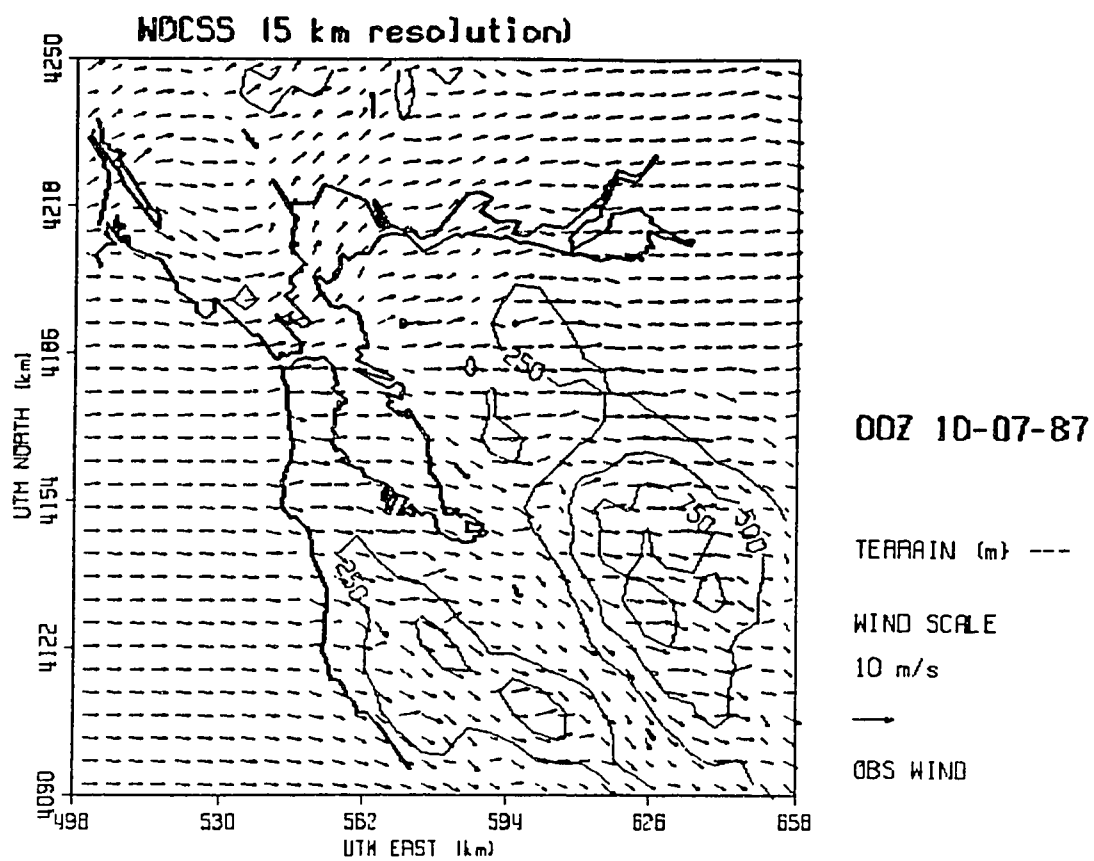 WOCSS (5 km resolution)
4250
4218
4186
4154
4122
4090
UTM NORTH (km)
498
530
562
594
626
658
UTM EAST (km)
250
250
750
500
00Z 10-07-87
TERRAIN (m) ---
WIND SCALE
10 m/s
OBS WIND